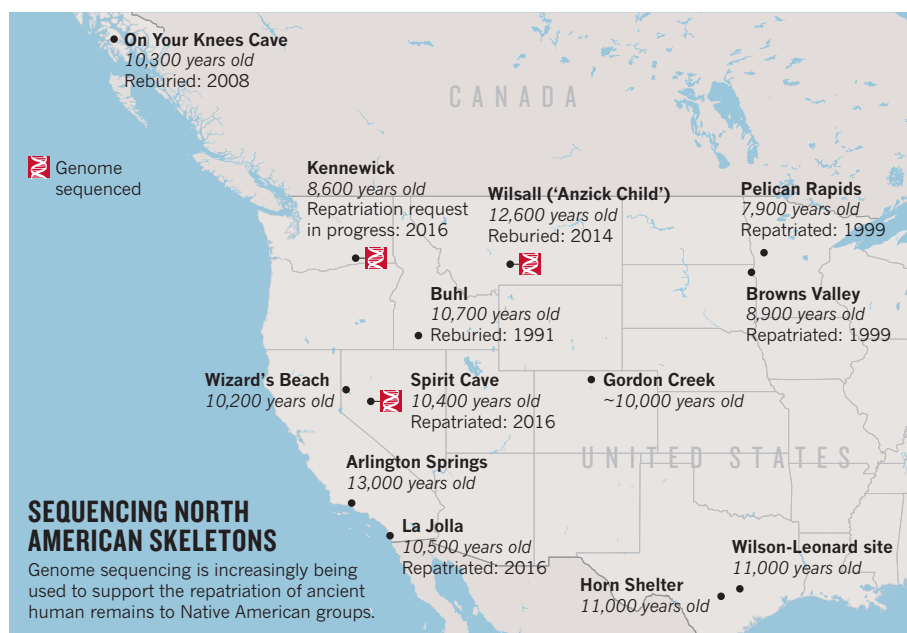 On Your Knees Cave
10,300 years old
Reburied: 2008
CANADA
Genome
sequenced
Kennewick
8,600 years old
Repatriation request
in progress: 2016
Wilsall (‘Anzick Child’)
12,600 years old
Reburied: 2014
Pelican Rapids
7,900 years old
Repatriated: 1999
Buhl
10,700 years old
Reburied: 1991
Browns Valley
8,900 years old
Repatriated: 1999
Wizard’s Beach
10,200 years old
Spirit Cave
10,400 years old
Repatriated: 2016
Gordon Creek
~10,000 years old
UNITED STATES
Arlington Springs
13,000 years old
La Jolla
10,500 years old
Repatriated: 2016
Wilson-Leonard site
11,000 years old
Horn Shelter
11,000 years old
SEQUENCING NORTH
AMERICAN SKELETONS
Genome sequencing is increasingly being
used to support the repatriation of ancient
human remains to Native American groups.